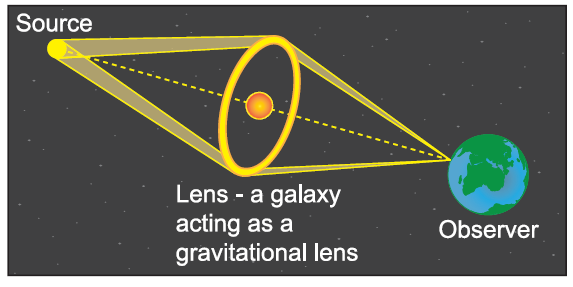 Source
Lens - a galaxy
acting as a
gravitational lens
Observer